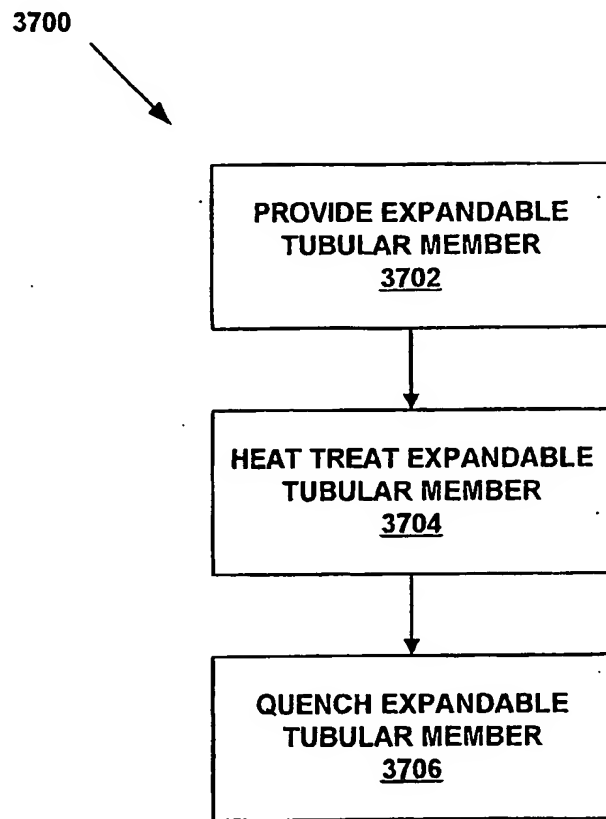 3700
PROVIDE EXPANDABLE
TUBULAR MEMBER
3702
HEAT TREAT EXPANDABLE
TUBULAR MEMBER
3704
QUENCH EXPANDABLE
TUBULAR MEMBER
3706